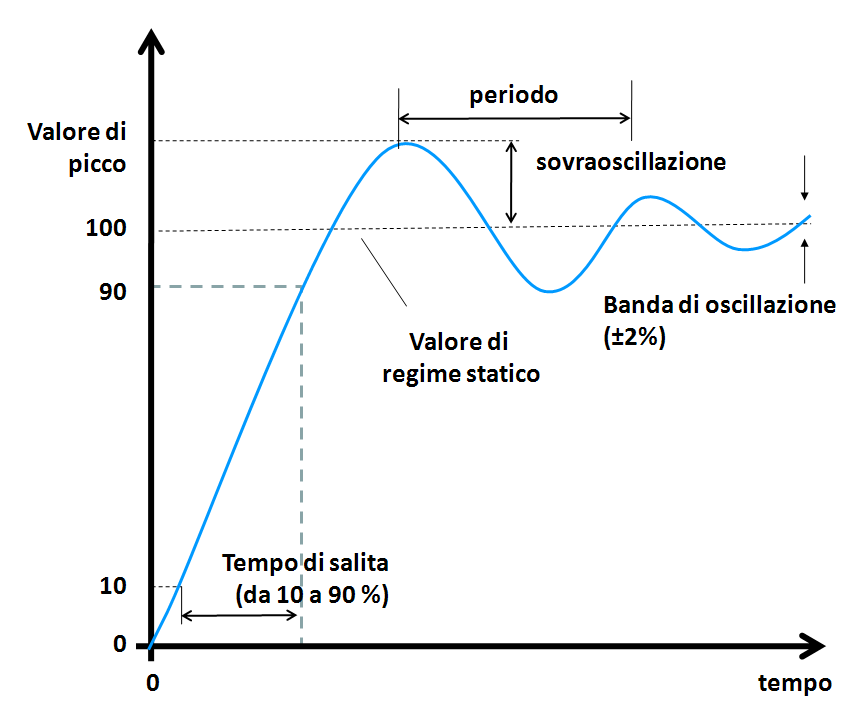 periodo
Valore di
picco
sovraoscillazione
100
90
Banda di oscillazione
(±2%)
Valore di
regime statico
Tempo di salita
(da 10 a 90 %)
10
0
0
tempo